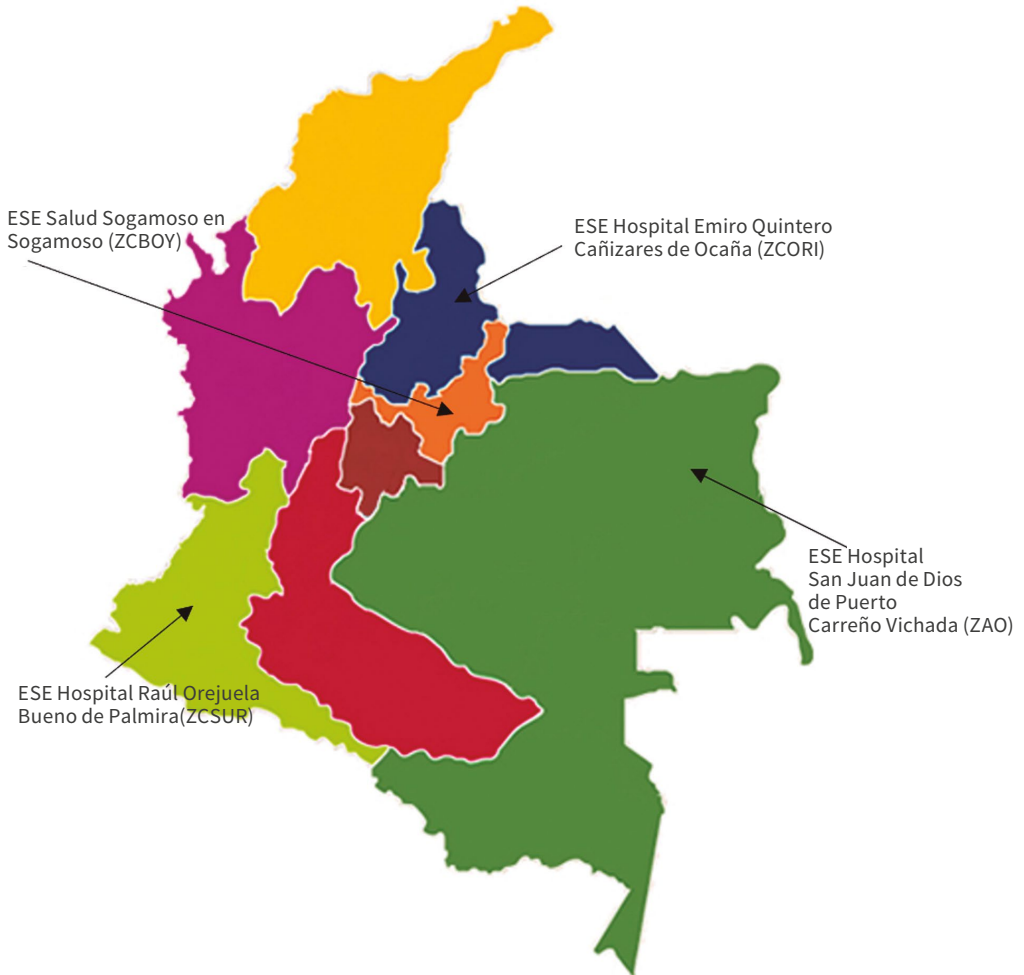 ESE Salud Sogamoso en
Sogamoso (ZCBOY)
ESE Hospital Emiro Quintero
Cañizares de Ocaña (ZCORI)
ESE Hospital
San Juan de Dios
de Puerto
Carreño Vichada (ZAO)
ESE Hospital Raúl Orejuela
Bueno de Palmira(ZCSUR)